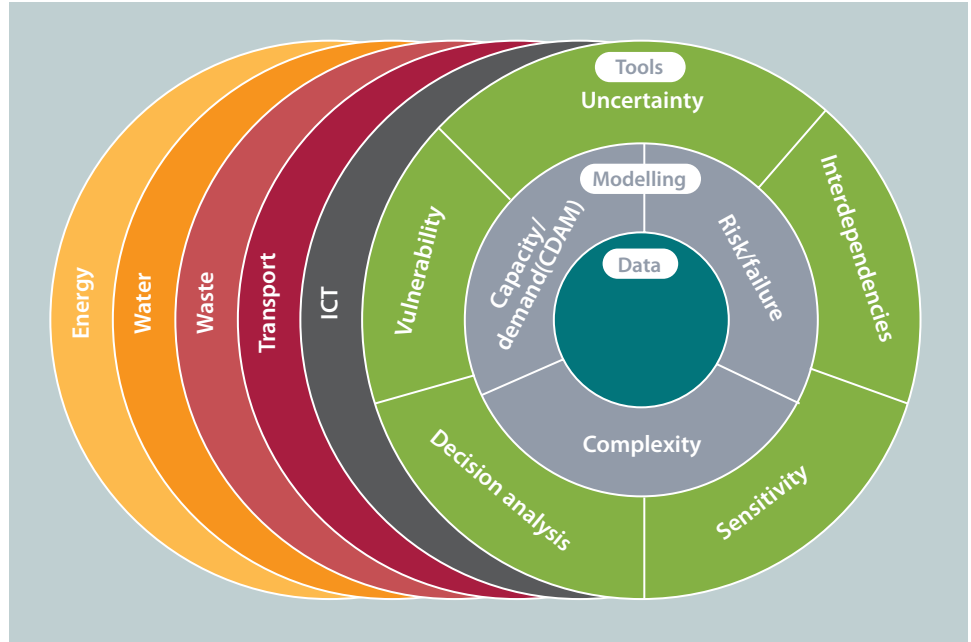 Energy
Water
Waste
Transport
ICT
Tools
Uncertainty
Vulnerability
Interdependencies
Decision analysis
Sensitivity
Modelling
Capacity/
demand(CDAM)
Risk/failure
Complexity
Data